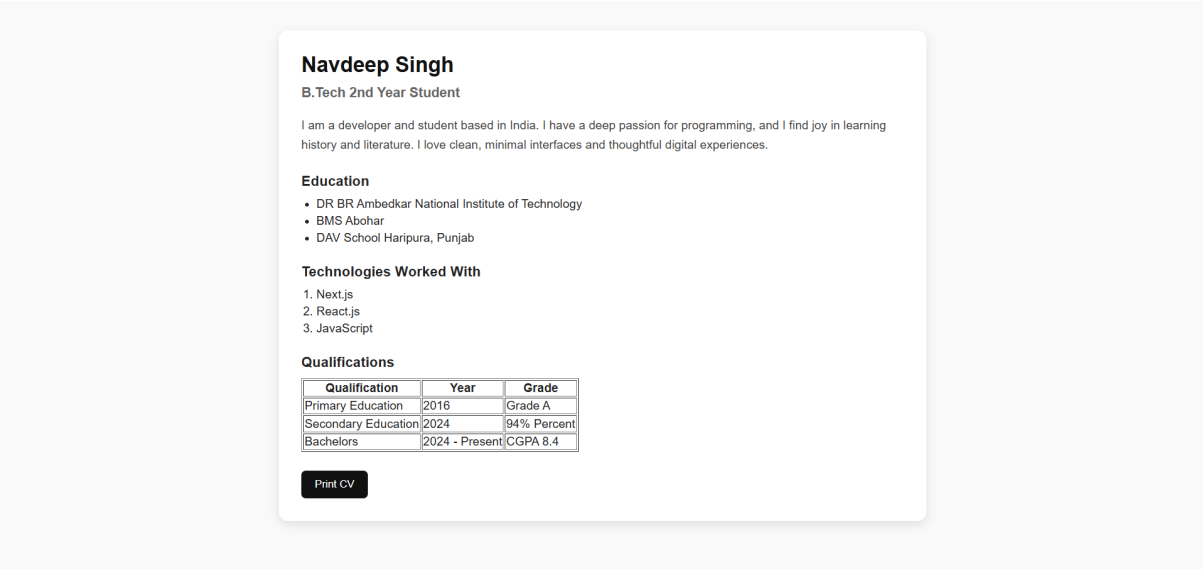 Navdeep Singh
B.Tech 2nd Year Student
I am a developer and student based in India. I have a deep passion for programming, and I find joy in learning
history and literature. I love clean, minimal interfaces and thoughtful digital experiences.
Education
• DR BR Ambedkar National Institute of Technology
• BMS Abohar
• DAV School Haripura, Punjab
Technologies Worked With
1. Next.js
2. React.js
3. JavaScript
Qualifications
Qualification Year Grade
Primary Education 2016 Grade A
Secondary Education 2024 94% Percent
Bachelors 2024 - Present CGPA 8.4
Print CV